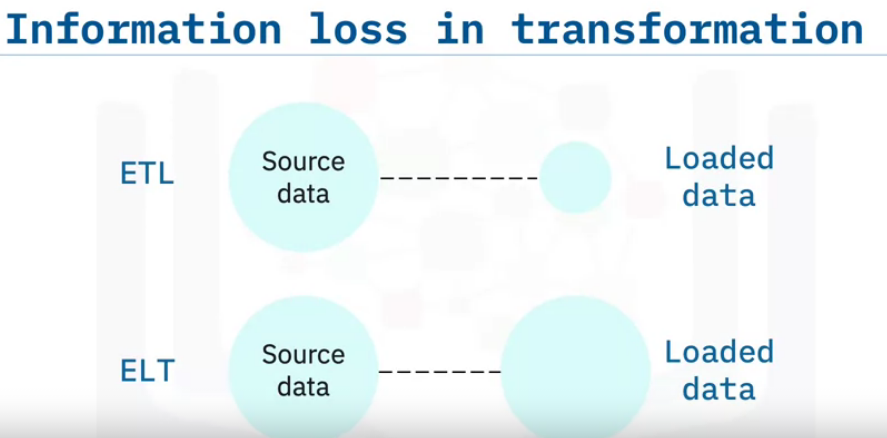 Information loss in transformation
ETL
Source
data
Loaded
data
ELT
Source
data
Loaded
data